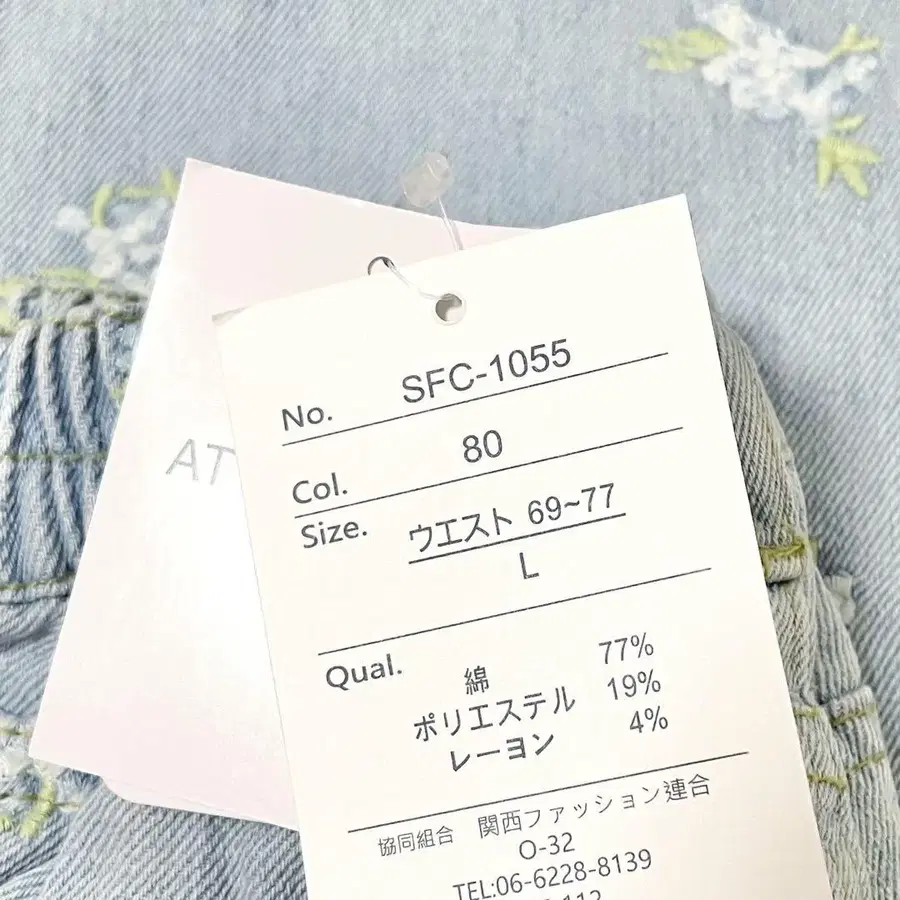 No. SFC-1055
Col. 80
Size. ウエスト 69~77
L
Qual. 綿 77%
ポリエステル 19%
レーヨン 4%
協同組合 関西ファッション連合
O-32
TEL:06-6228-8139
AT